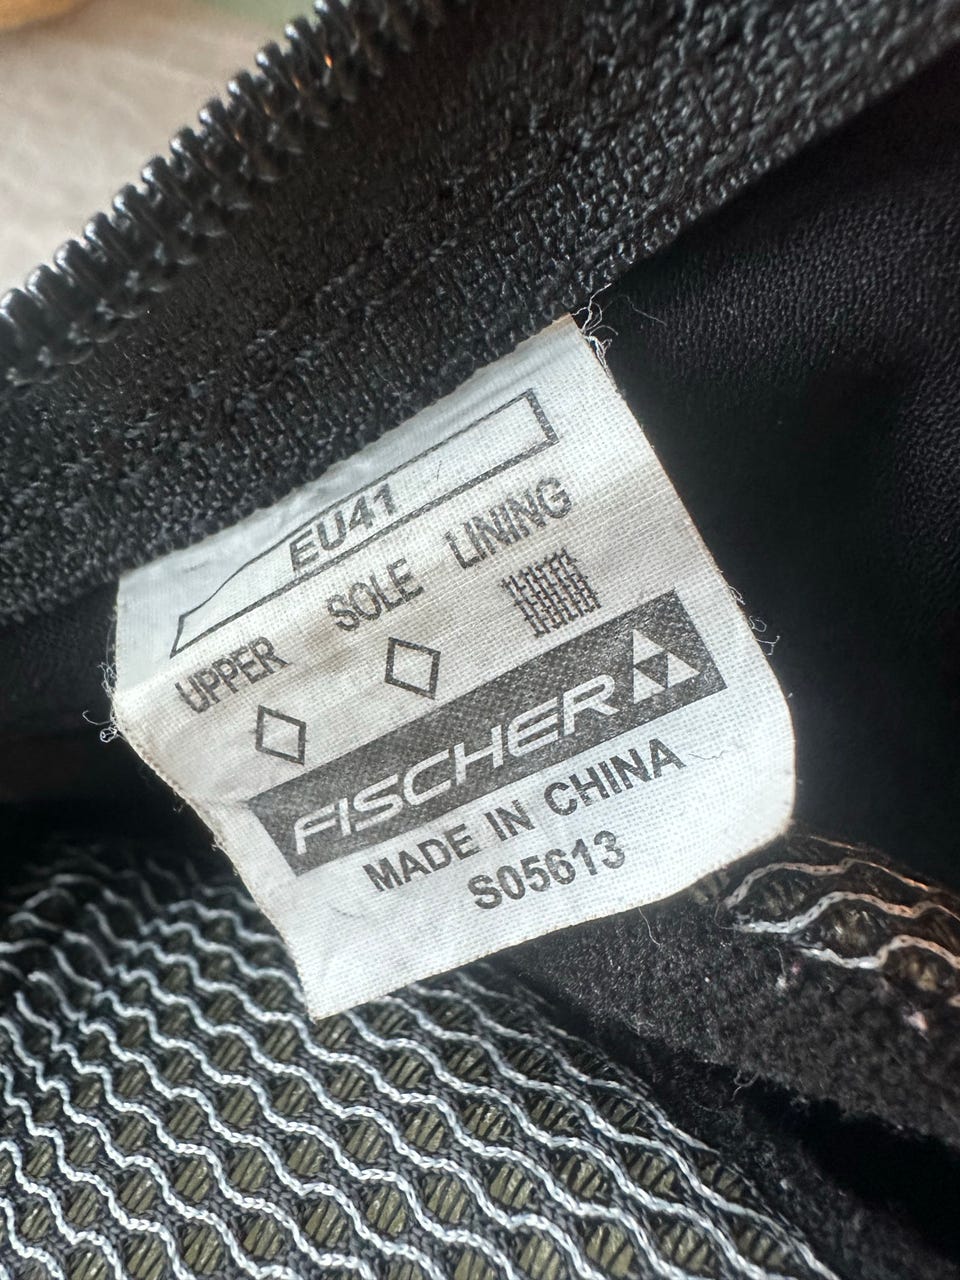 EU41
UPPER SOLE LINING
FISCHER
MADE IN CHINA
S05613